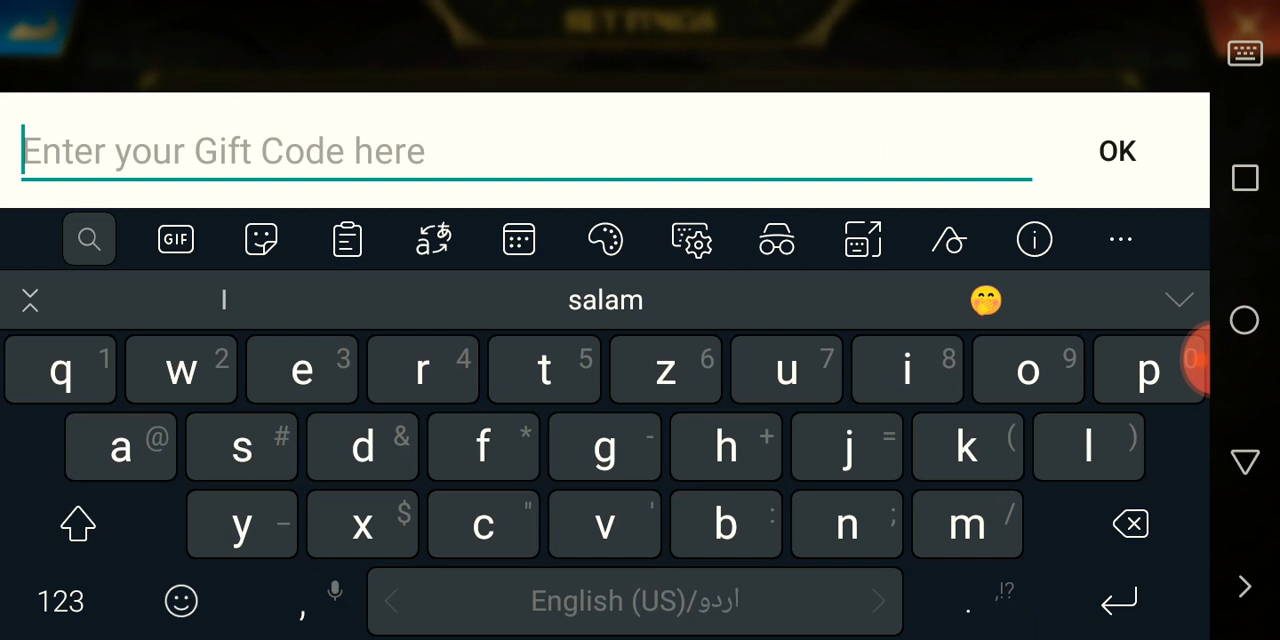 SETTINGS
Enter your Gift Code here OK
GIF
I salam 🤭
q 1 w 2 e 3 r 4 t 5 z 6 u 7 i 8 o 9 p 0
a @ s # d & f * g - h + j = k ( l )
y – x $ c " v ' b : n ; m /
123 , English (US)/اردو . ,!?